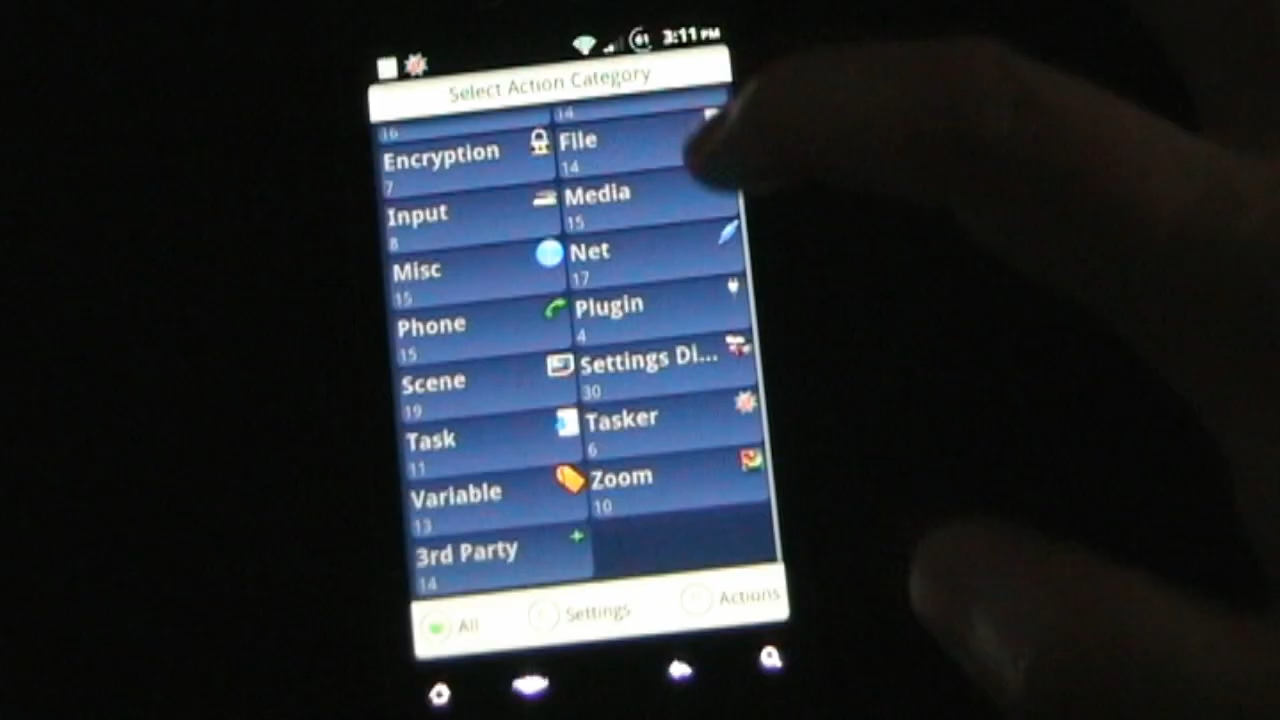 61 3:11 PM
Select Action Category
16 14
Encryption File
7 14
Input Media
8 15
Misc Net
15 17
Phone Plugin
15 4
Scene Settings Di...
19 30
Task Tasker
11 6
Variable Zoom
13 10
3rd Party
14
All Settings Actions